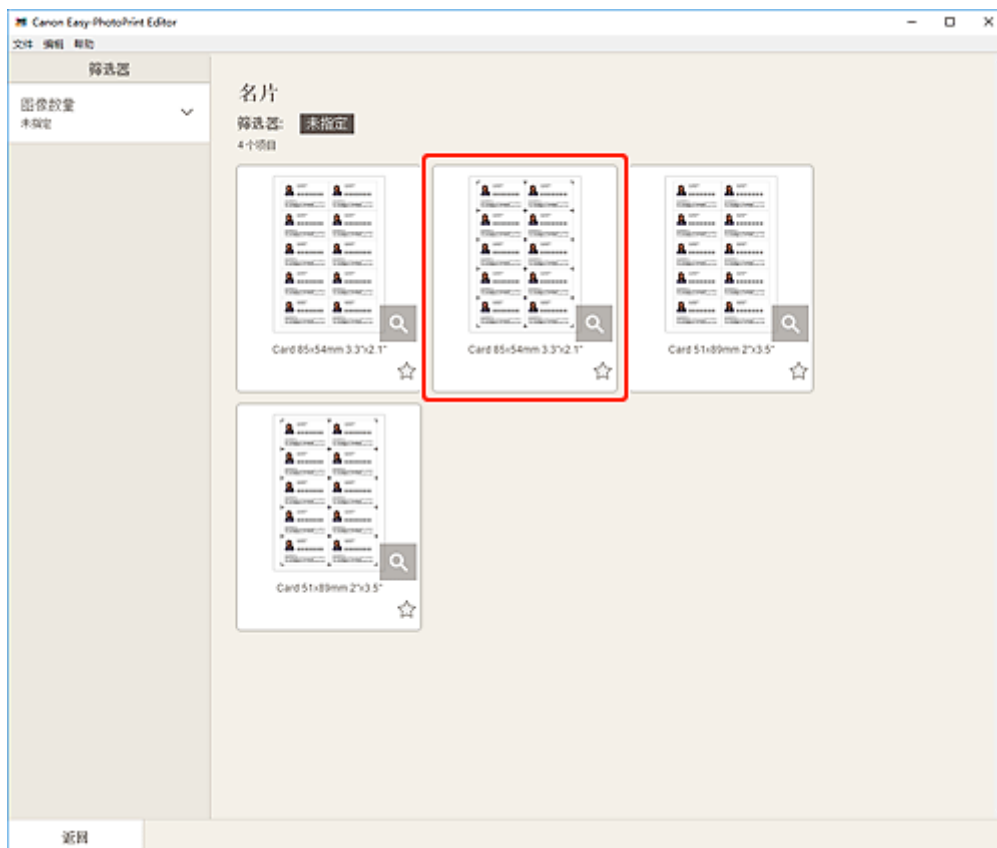 Canon Easy-PhotoPrint Editor
文件 编辑 帮助
筛选器
图像数量
未指定
名片
筛选器: 未指定
4个项目
Card 85x54mm 3.3"x2.1"
Card 85x54mm 3.3"x2.1"
Card 51x89mm 2"x3.5"
Card 51x89mm 2"x3.5"
返回